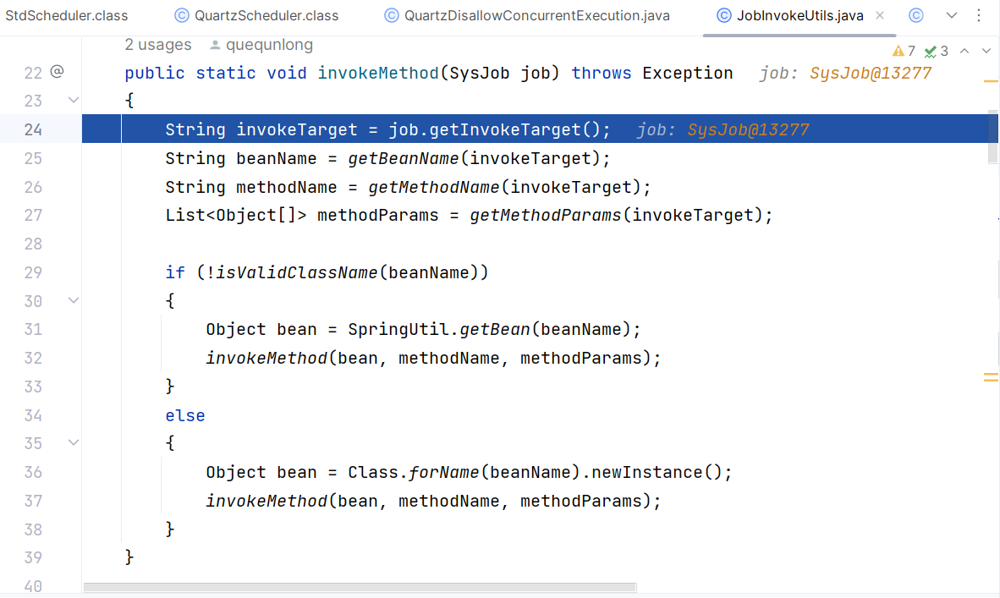 StdScheduler.class QuartzScheduler.class QuartzDisallowConcurrentExecution.java JobInvokeUtils.java
2 usages quequnlong
7 3
22 @ public static void invokeMethod(SysJob job) throws Exception job: SysJob@13277
23 {
24 String invokeTarget = job.getInvokeTarget(); job: SysJob@13277
25 String beanName = getBeanName(invokeTarget);
26 String methodName = getMethodName(invokeTarget);
27 List<Object[]> methodParams = getMethodParams(invokeTarget);
28
29 if (!isValidClassName(beanName))
30 {
31 Object bean = SpringUtil.getBean(beanName);
32 invokeMethod(bean, methodName, methodParams);
33 }
34 else
35 {
36 Object bean = Class.forName(beanName).newInstance();
37 invokeMethod(bean, methodName, methodParams);
38 }
39 }
40